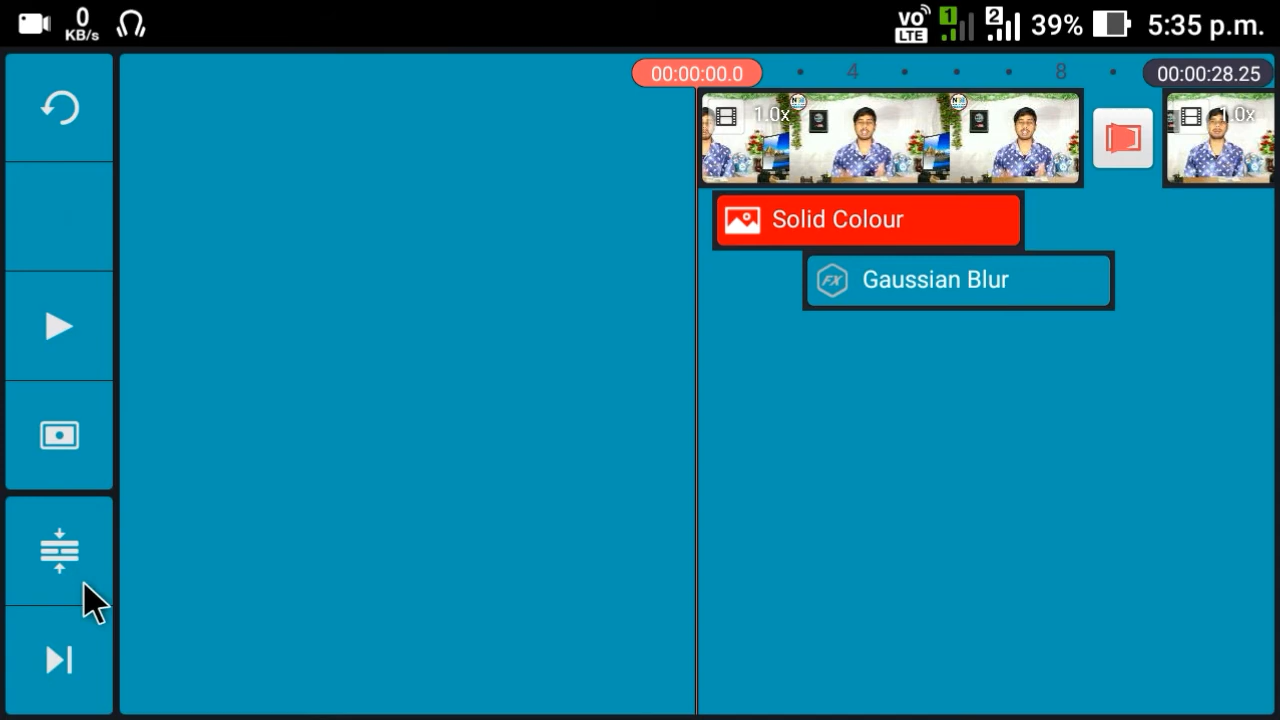 0 KB/s VO LTE 1 2 39% 5:35 p.m.
00:00:00.0 4 8 00:00:28.25
1.0x 1.0x
Solid Colour
FX Gaussian Blur